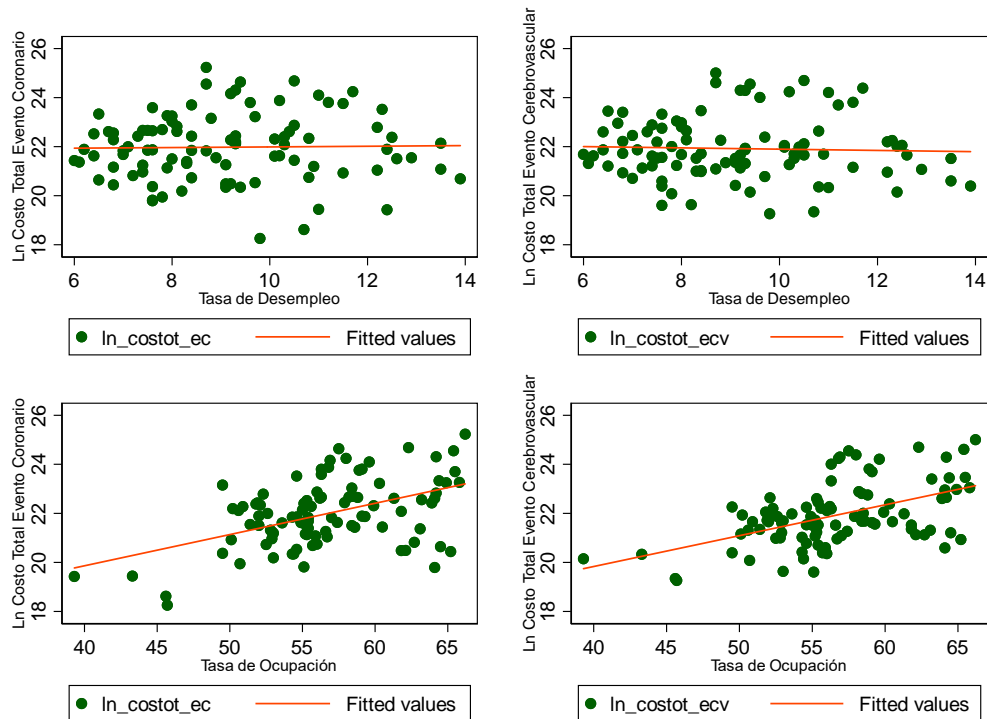 Ln Costo Total Evento Coronario
26
24
22
20
18
6
8
10
12
14
Tasa de Desempleo
ln_costot_ec
Fitted values
Ln Costo Total Evento Cerebrovascular
26
24
22
20
18
6
8
10
12
14
Tasa de Desempleo
ln_costot_ecv
Fitted values
Ln Costo Total Evento Coronario
26
24
22
20
18
40
45
50
55
60
65
Tasa de Ocupación
ln_costot_ec
Fitted values
Ln Costo Total Evento Cerebrovascular
26
24
22
20
18
40
45
50
55
60
65
Tasa de Ocupación
ln_costot_ecv
Fitted values